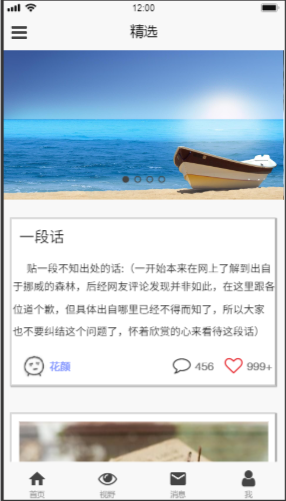 12:00
精选
一段话
贴一段不知出处的话:（一开始本来在网上了解到出自
于挪威的森林，后经网友评论发现并非如此，在这里跟各
位道个歉，但具体出自哪里已经不得而知了，所以大家
也不要纠结这个问题了，怀着欣赏的心来看待这段话）
花颜 456 999+
首页 视野 消息 我